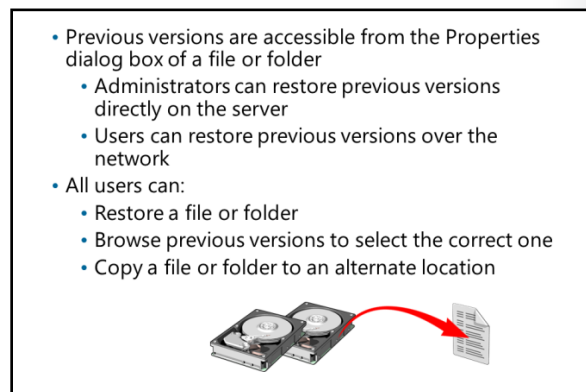 • Previous versions are accessible from the Properties
dialog box of a file or folder
• Administrators can restore previous versions
directly on the server
• Users can restore previous versions over the
network
• All users can:
• Restore a file or folder
• Browse previous versions to select the correct one
• Copy a file or folder to an alternate location